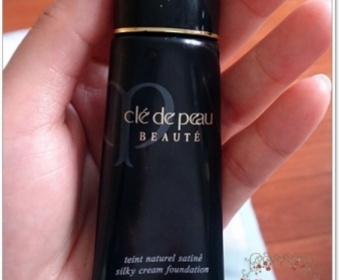 clé de peau
BEAUTÉ
teint naturel satiné
silky cream foundation